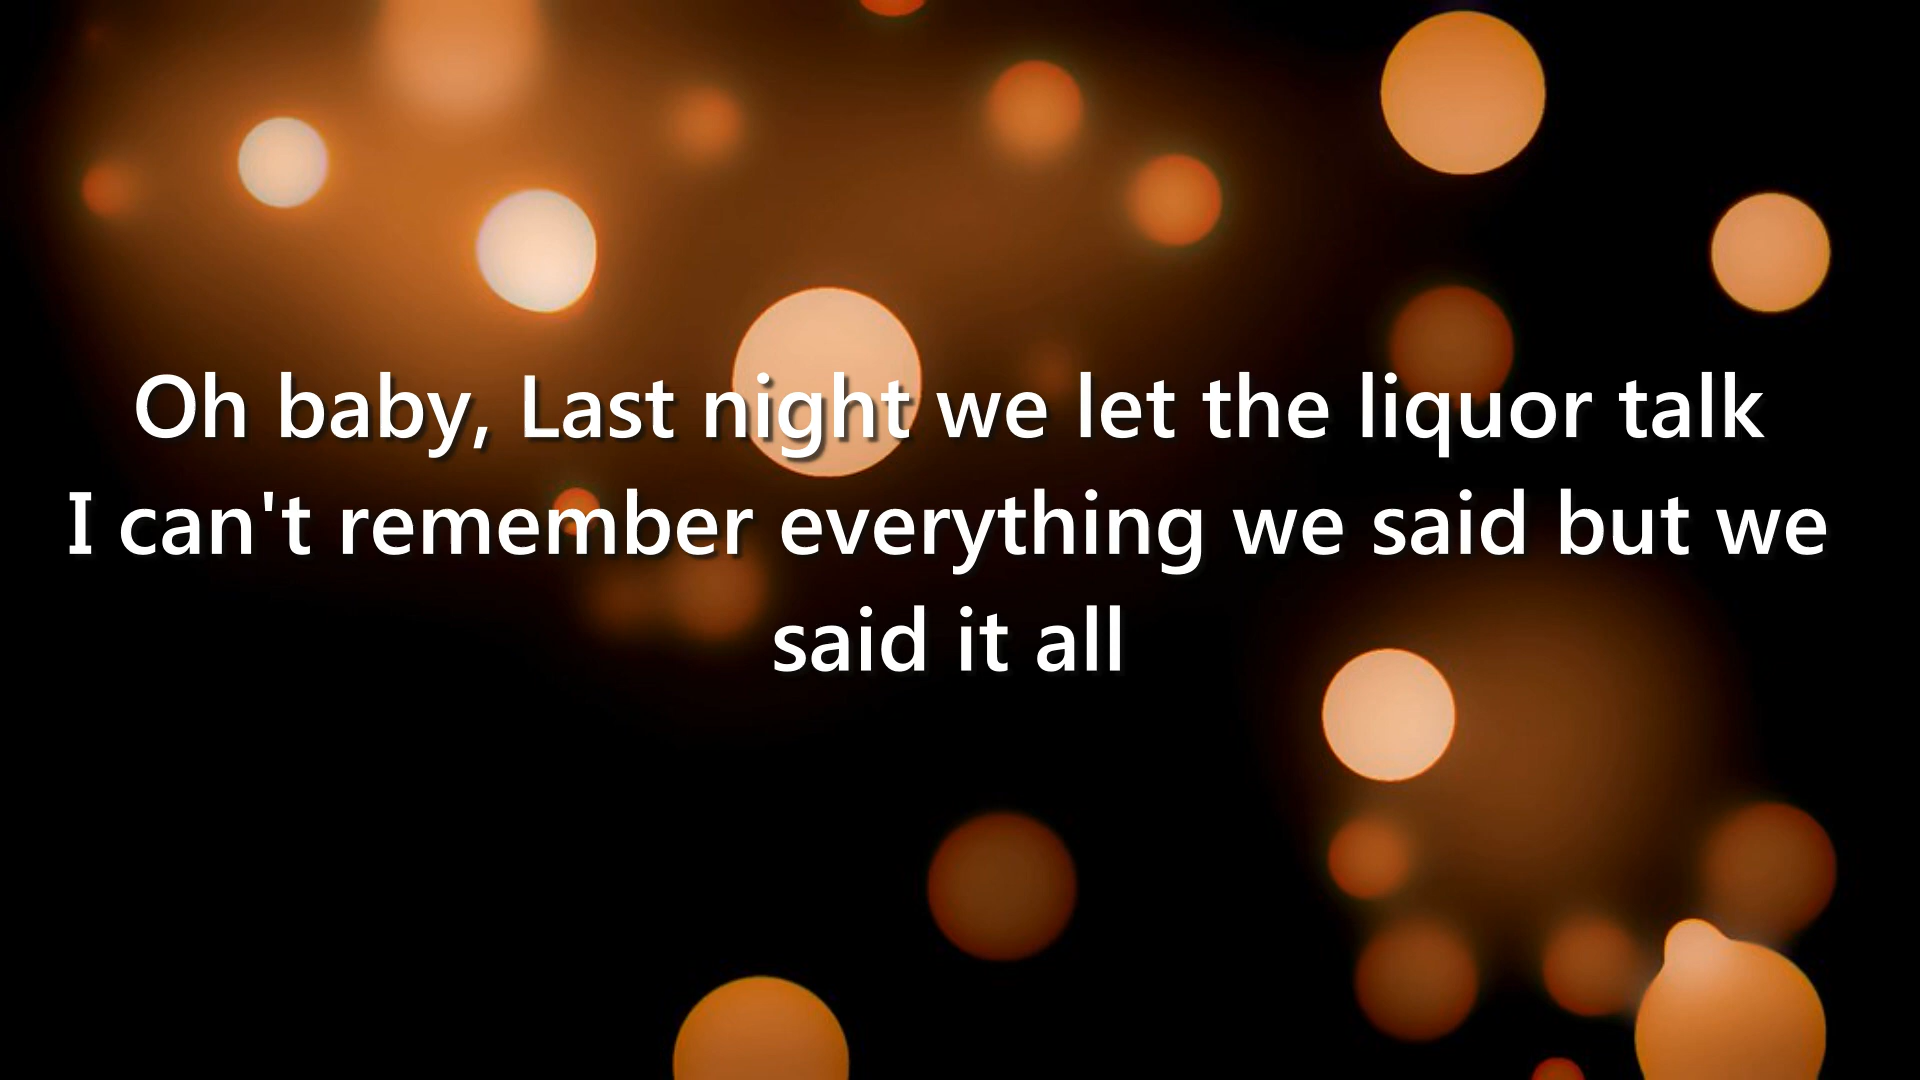 Oh baby, Last night we let the liquor talk
I can't remember everything we said but we
said it all